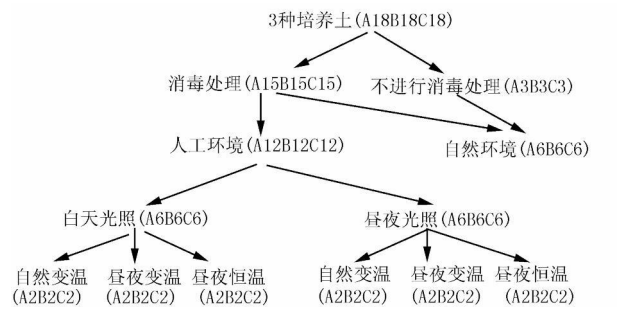 3种培养土(A18B18C18)
消毒处理(A15B15C15)
不进行消毒处理(A3B3C3)
人工环境(A12B12C12)
自然环境(A6B6C6)
白天光照(A6B6C6)
昼夜光照(A6B6C6)
自然变温
(A2B2C2)
昼夜变温
(A2B2C2)
昼夜恒温
(A2B2C2)
自然变温
(A2B2C2)
昼夜变温
(A2B2C2)
昼夜恒温
(A2B2C2)